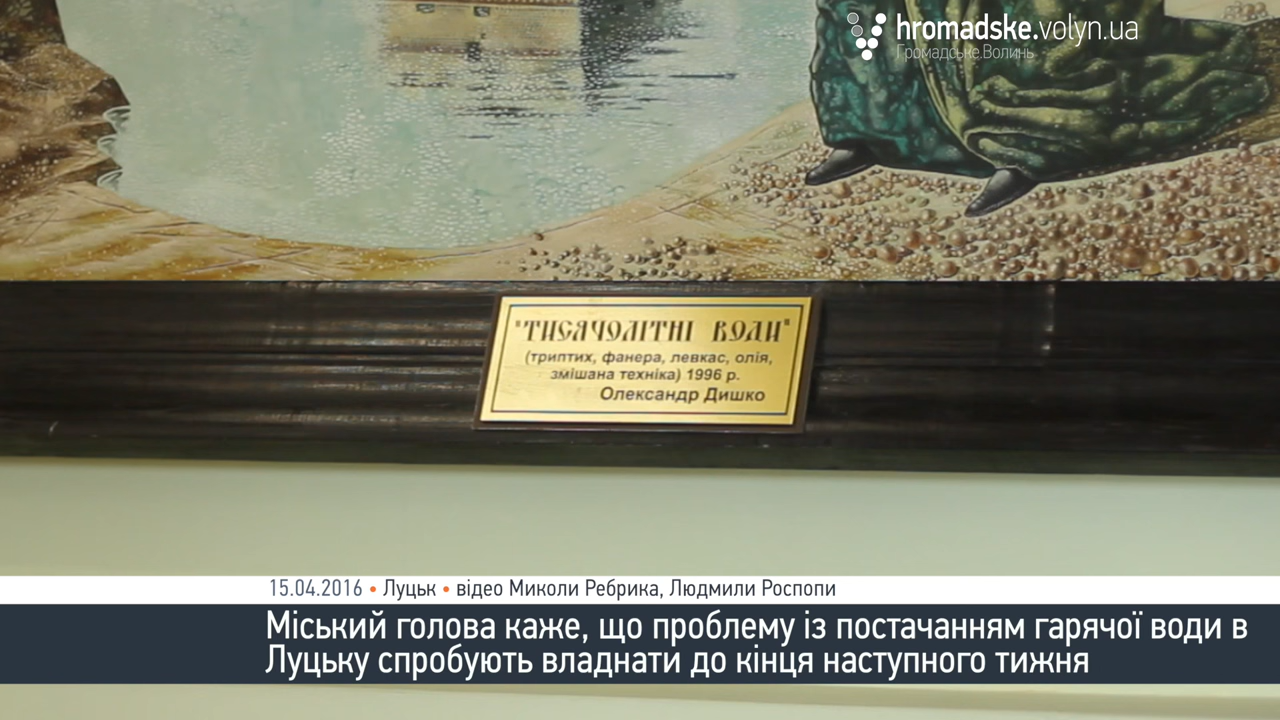 hromadske.volyn.ua
Громадське.Волинь
"ТИСЯЧОЛІТНІ ВОДИ"
(триптих, фанера, левкас, олія,
змішана техніка) 1996 р.
Олександр Дишко
15.04.2016 • Луцьк • відео Миколи Ребрика, Людмили Роспопи
Міський голова каже, що проблему із постачанням гарячої води в
Луцьку спробують владнати до кінця наступного тижня